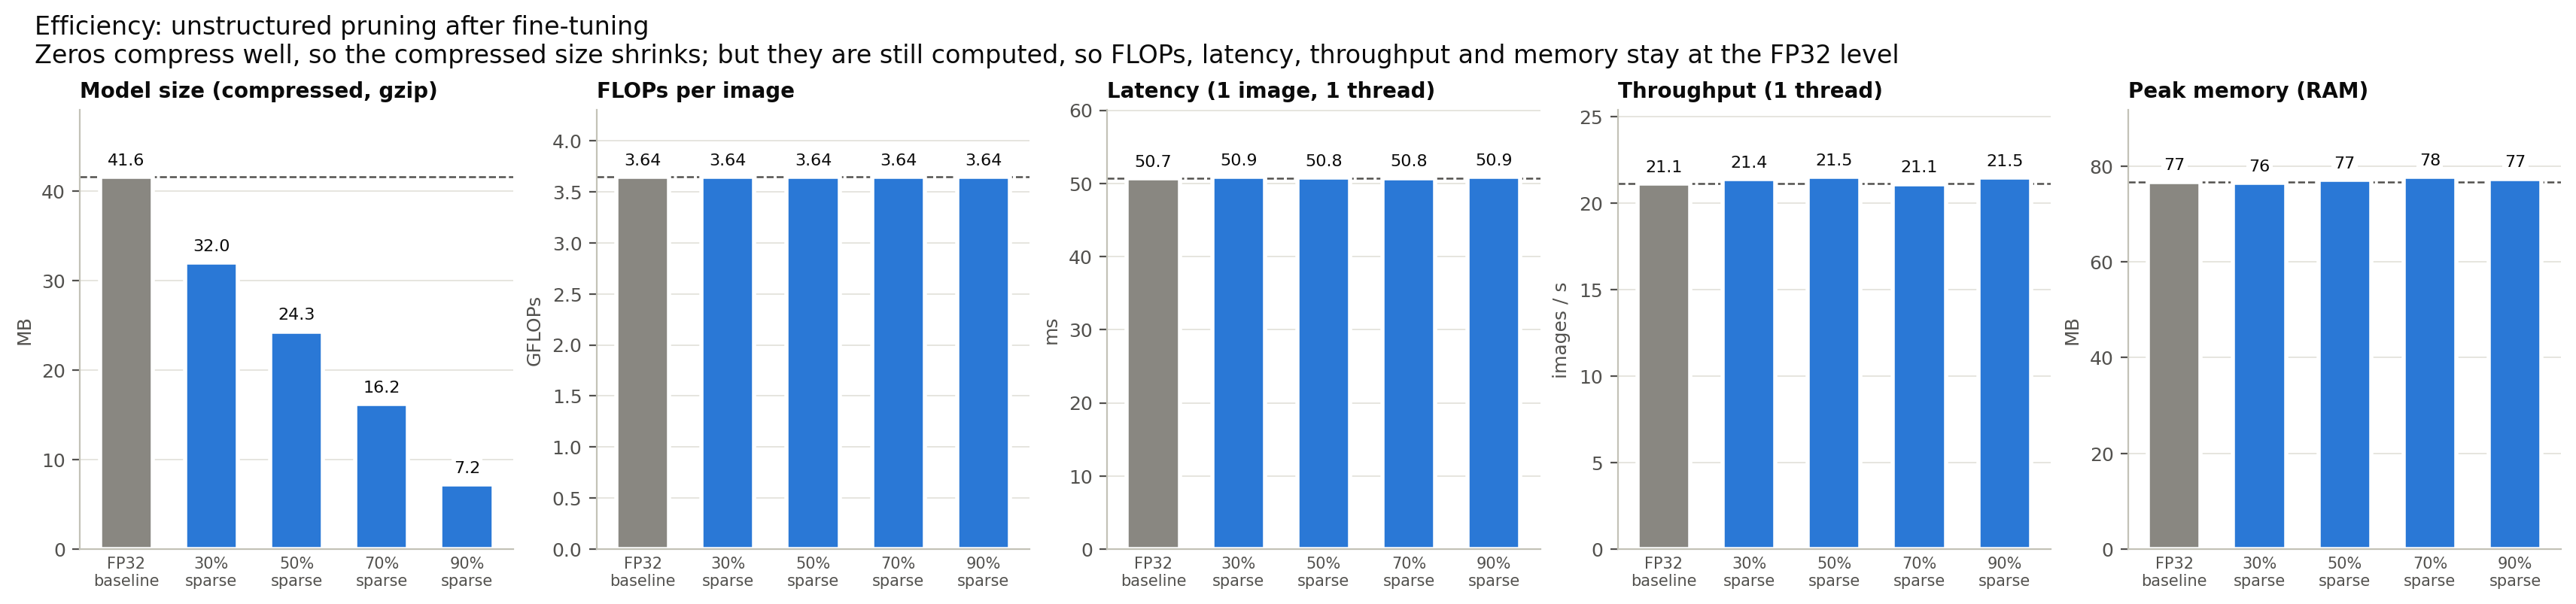 Efficiency: unstructured pruning after fine-tuning
Zeros compress well, so the compressed size shrinks; but they are still computed, so FLOPs, latency, throughput and memory stay at the FP32 level
Model size (compressed, gzip)
MB
40
30
20
10
0
41.6
32.0
24.3
16.2
7.2
FP32 baseline
30% sparse
50% sparse
70% sparse
90% sparse
FLOPs per image
GFLOPs
4.0
3.5
3.0
2.5
2.0
1.5
1.0
0.5
0.0
3.64
3.64
3.64
3.64
3.64
FP32 baseline
30% sparse
50% sparse
70% sparse
90% sparse
Latency (1 image, 1 thread)
ms
60
50
40
30
20
10
0
50.7
50.9
50.8
50.8
50.9
FP32 baseline
30% sparse
50% sparse
70% sparse
90% sparse
Throughput (1 thread)
images / s
25
20
15
10
5
0
21.1
21.4
21.5
21.1
21.5
FP32 baseline
30% sparse
50% sparse
70% sparse
90% sparse
Peak memory (RAM)
MB
80
60
40
20
0
77
76
77
78
77
FP32 baseline
30% sparse
50% sparse
70% sparse
90% sparse